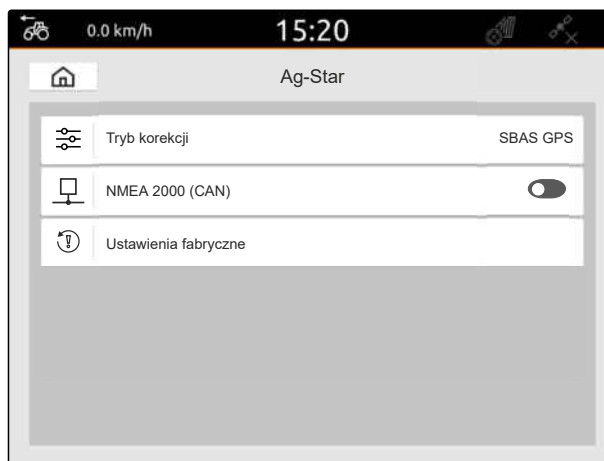 0.0 km/h 15:20
Ag-Star
Tryb korekcji SBAS GPS
NMEA 2000 (CAN)
Ustawienia fabryczne